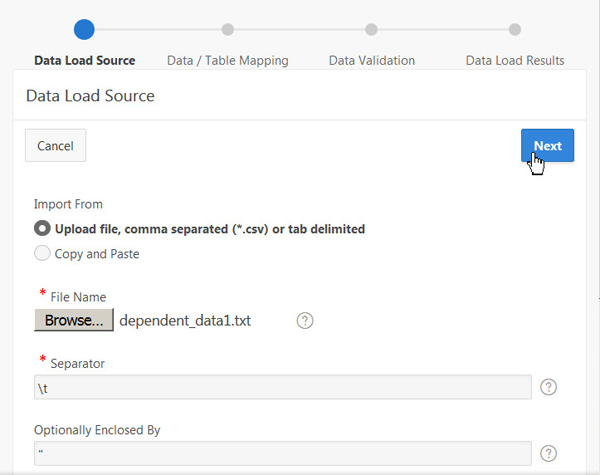 Data Load Source Data / Table Mapping Data Validation Data Load Results
Data Load Source
Cancel Next
Import From
Upload file, comma separated (*.csv) or tab delimited
Copy and Paste
* File Name
Browse... dependent_data1.txt ?
* Separator
\t ?
Optionally Enclosed By
" ?